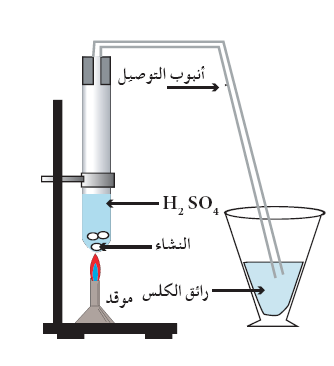 أنبوب التوصيل
H₂ SO₄
النشاء
رائق الكلس
موقد